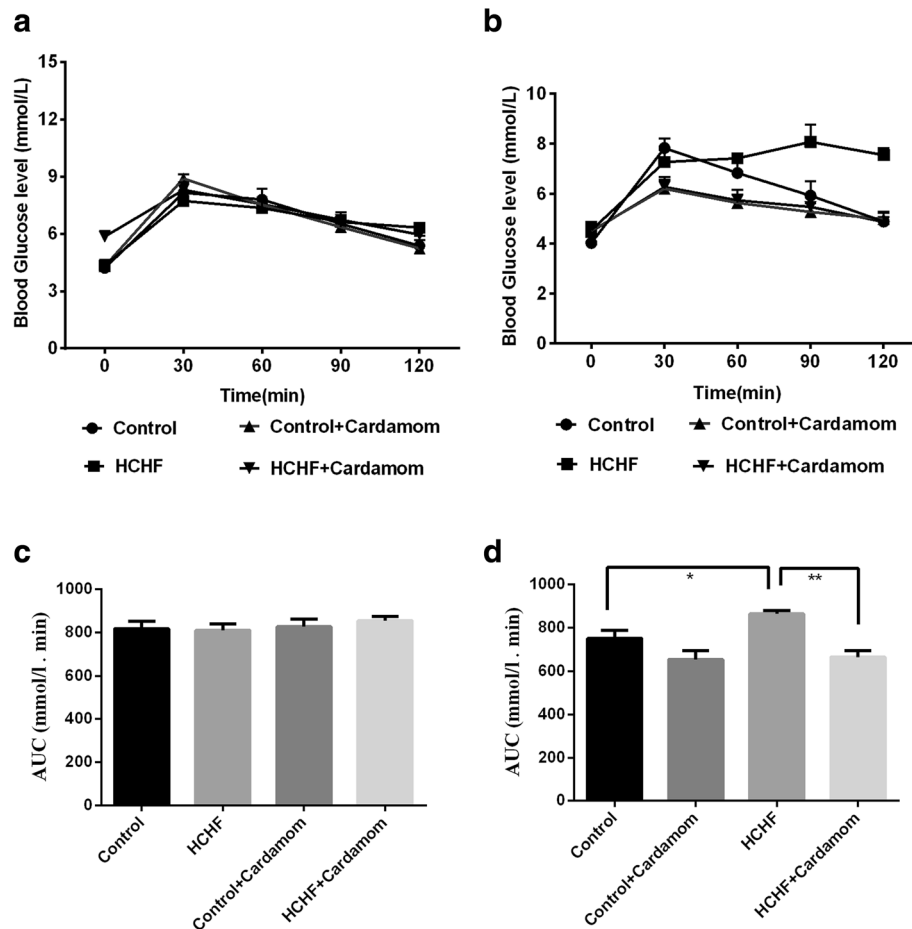 a
15
12
9
6
3
0
Blood Glucose level (mmol/L)
0 30 60 90 120
Time(min)
Control
Control+Cardamom
HCHF
HCHF+Cardamom
b
10
8
6
4
2
0
Blood Glucose level (mmol/L)
0 30 60 90 120
Time(min)
Control
Control+Cardamom
HCHF
HCHF+Cardamom
c
1000
800
600
400
200
0
AUC (mmol/l . min)
Control
HCHF
Control+Cardamom
HCHF+Cardamom
d
*
**
1000
800
600
400
200
0
AUC (mmol/l . min)
Control
Control+Cardamom
HCHF
HCHF+Cardamom